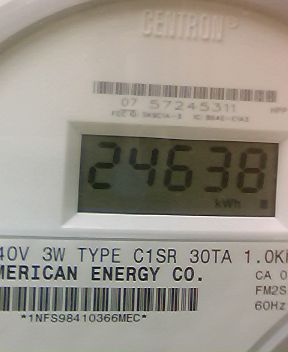 CENTRON®
07 57245311
24638
kWh
40V 3W TYPE C1SR 30TA 1.0K
MERICAN ENERGY CO.
CA 0
FM2S
60Hz
*1NFS98410366MEC*